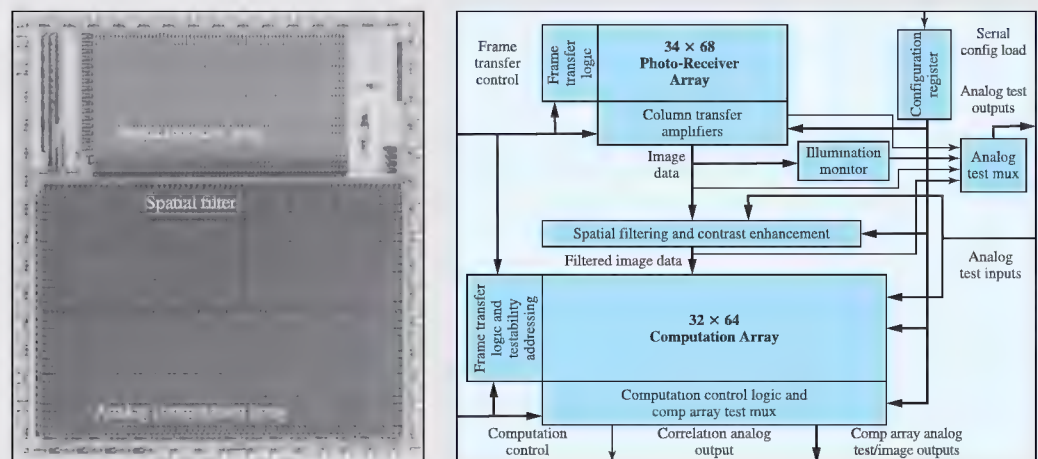 Spatial filter
Frame
transfer
control
Frame
transfer
logic
34 × 68
Photo-Receiver
Array
Column transfer
amplifiers
Configuration
register
Serial
config load
Analog test
outputs
Image
data
Illumination
monitor
Analog
test mux
Spatial filtering and contrast enhancement
Filtered image data
Analog
test inputs
Frame transfer
logic and
testability
addressing
32 × 64
Computation Array
Computation control logic and
comp array test mux
Computation
control
Correlation analog
output
Comp array analog
test/image outputs